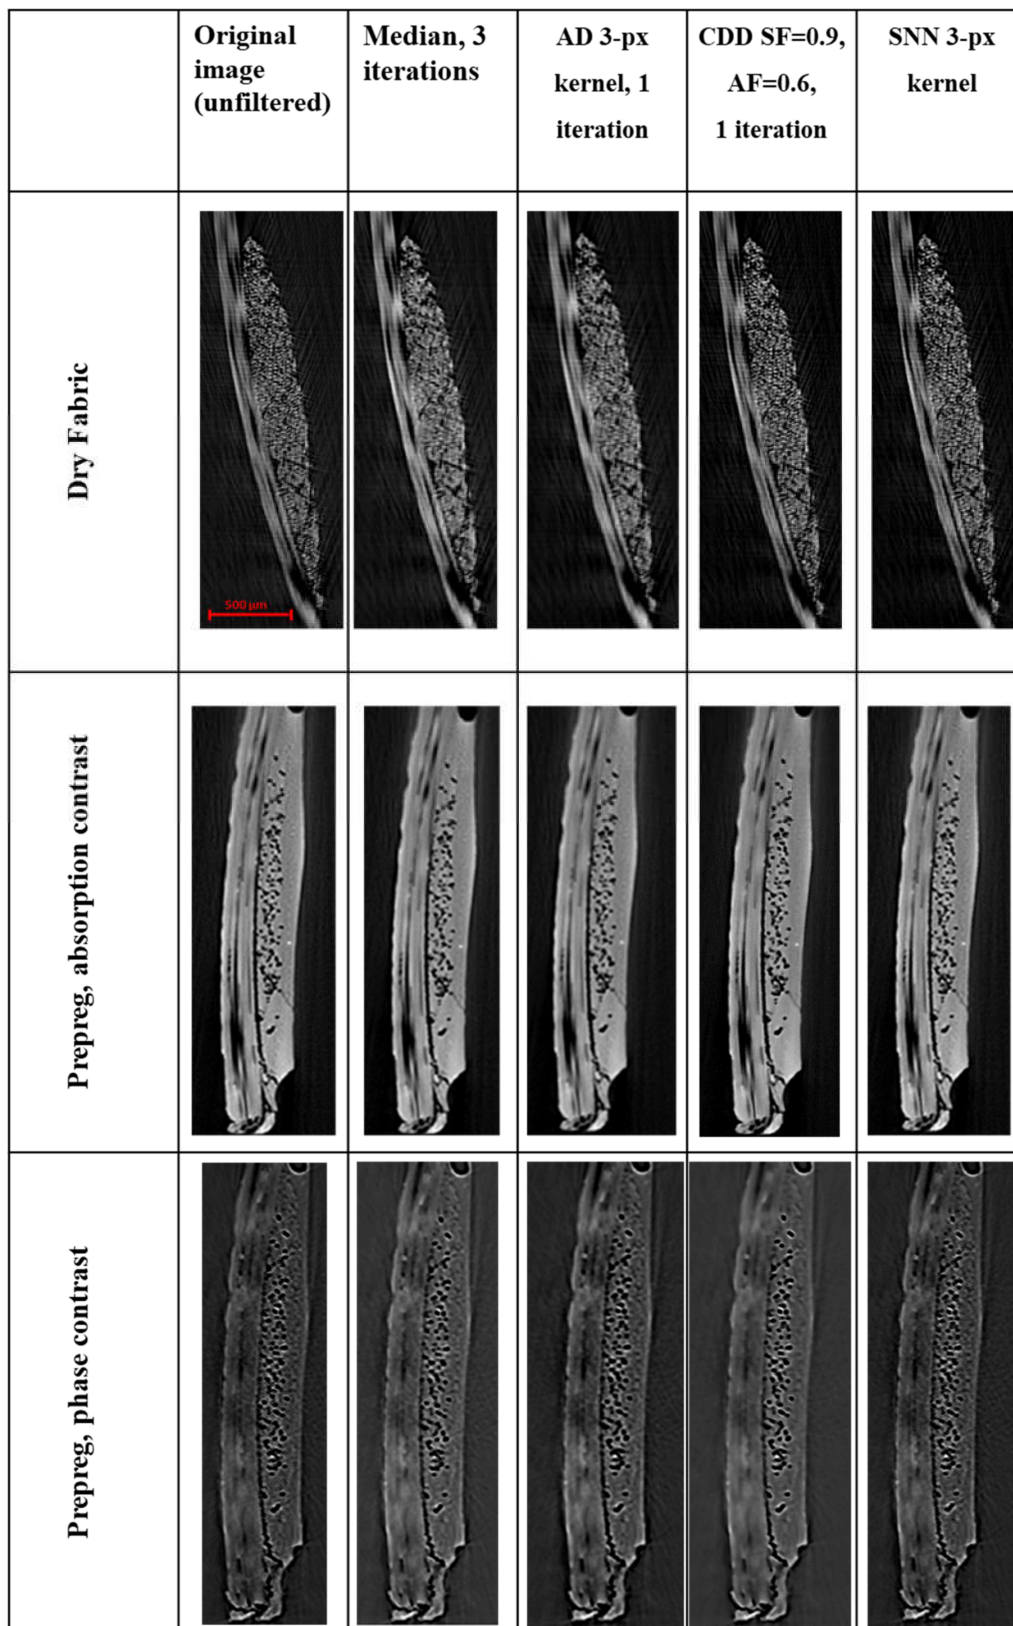 Original
image
(unfiltered)
Median, 3
iterations
AD 3-px
kernel, 1
iteration
CDD SF=0.9,
AF=0.6,
1 iteration
SNN 3-px
kernel
Dry Fabric
500 µm
Prepreg, absorption contrast
Prepreg, phase contrast